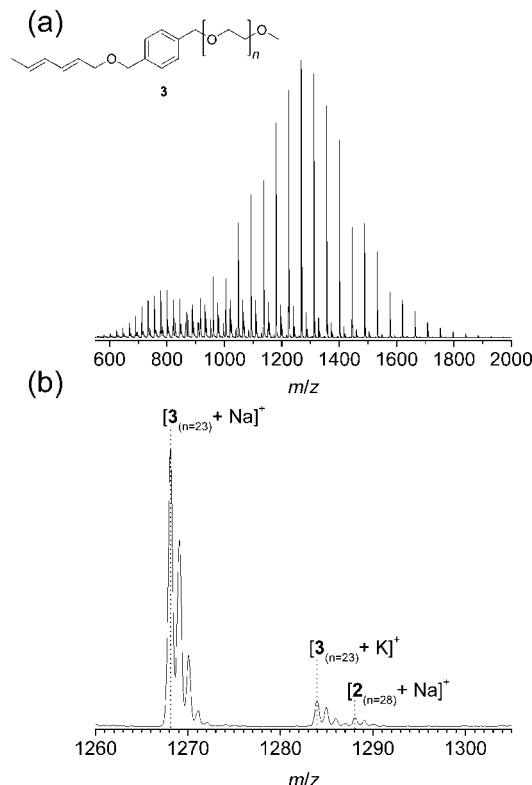 (a)
O
O
O
n
3
600 800 1000 1200 1400 1600 1800 2000
m/z
(b)
[3(n=23) + Na]+
[3(n=23) + K]+
[2(n=28) + Na]+
1260 1270 1280 1290 1300
m/z